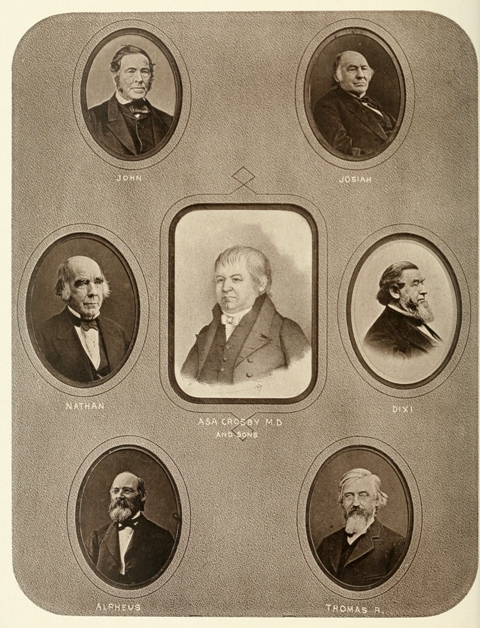 JOHN
JOSIAH
NATHAN
ASA CROSBY M.D
AND SONS
DIXI
ALPHEUS
THOMAS R.